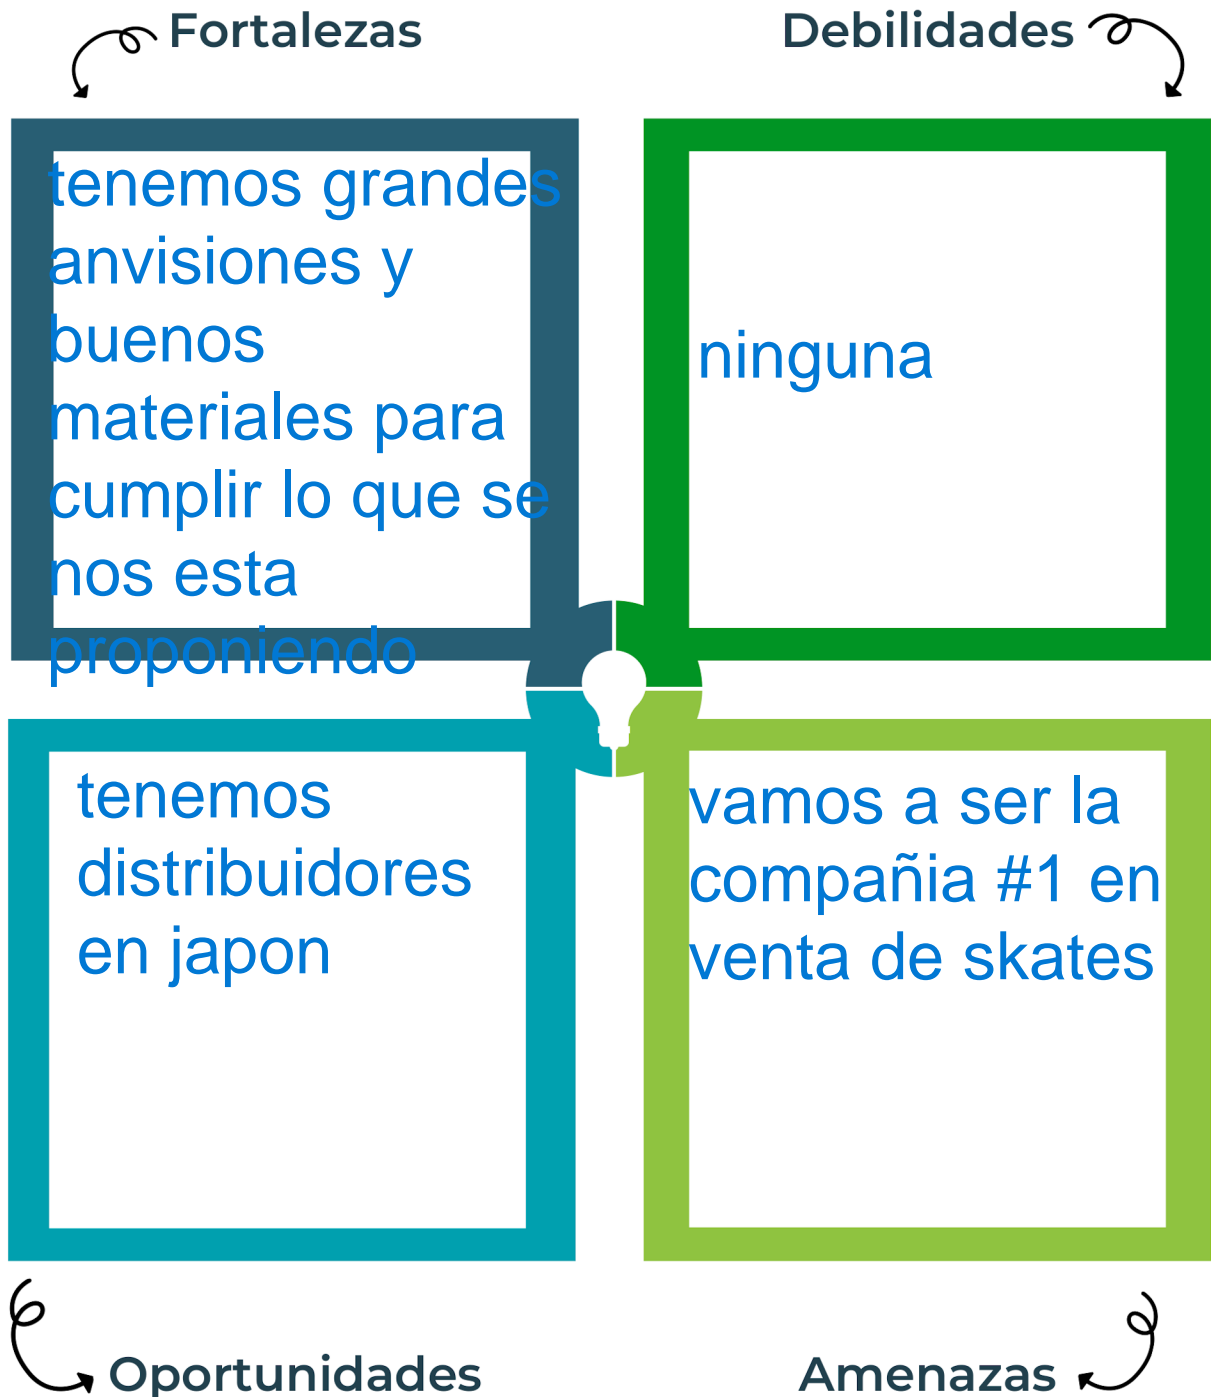 Fortalezas
tenemos grandes
anvisiones y
buenos
materiales para
cumplir lo que se
nos esta
proponiendo
Debilidades
ninguna
tenemos
distribuidores
en japon
Oportunidades
vamos a ser la
compañia #1 en
venta de skates
Amenazas